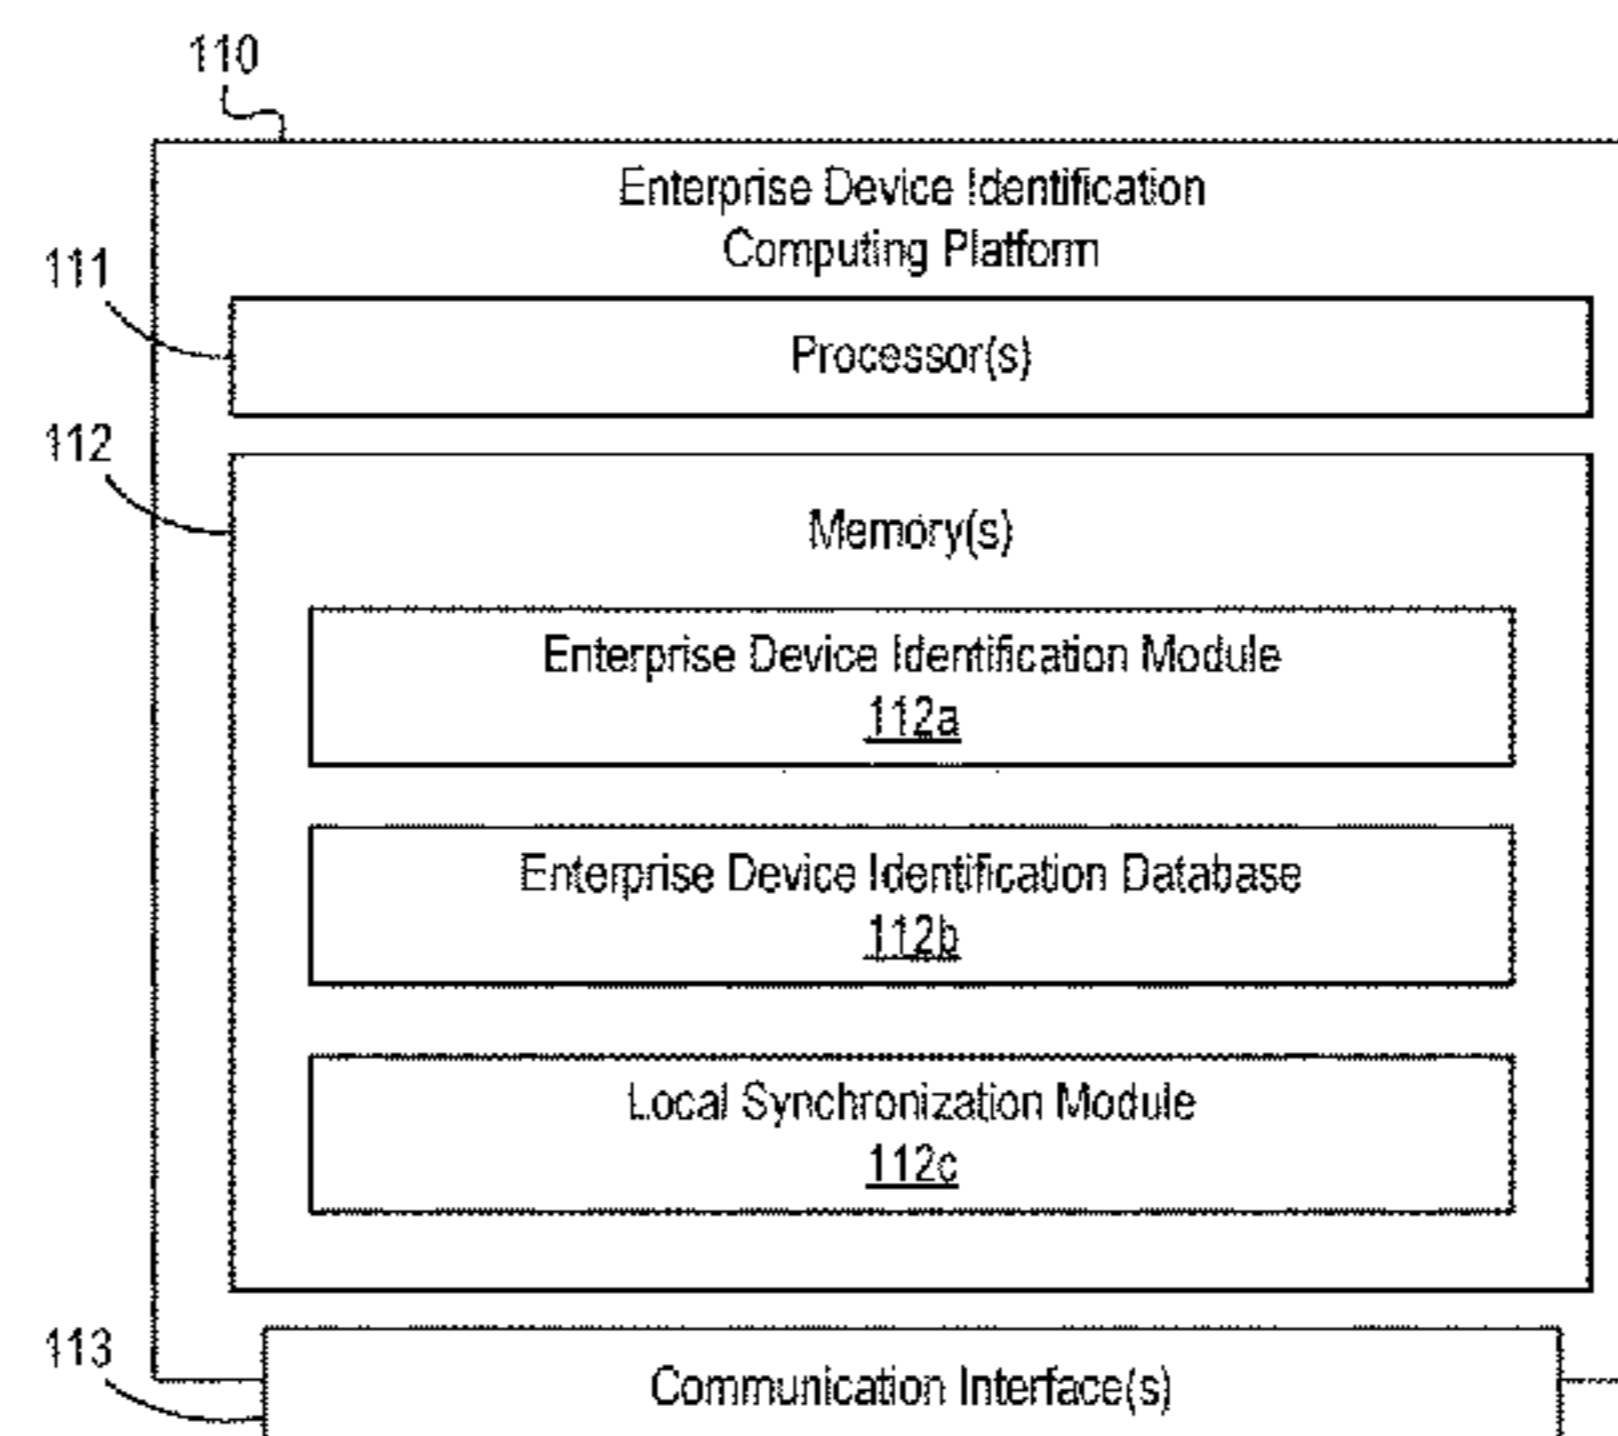 110
Enterprise Device Identification
Computing Platform
111
Processor(s)
112
Memory(s)
Enterprise Device Identification Module
112a
Enterprise Device Identification Database
112b
Local Synchronization Module
112c
113
Communication Interface(s)